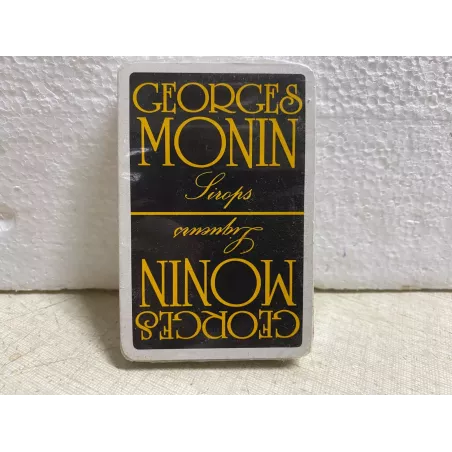 GEORGES
MONIN
Sirops
Liqueurs
MONIN
GEORGES